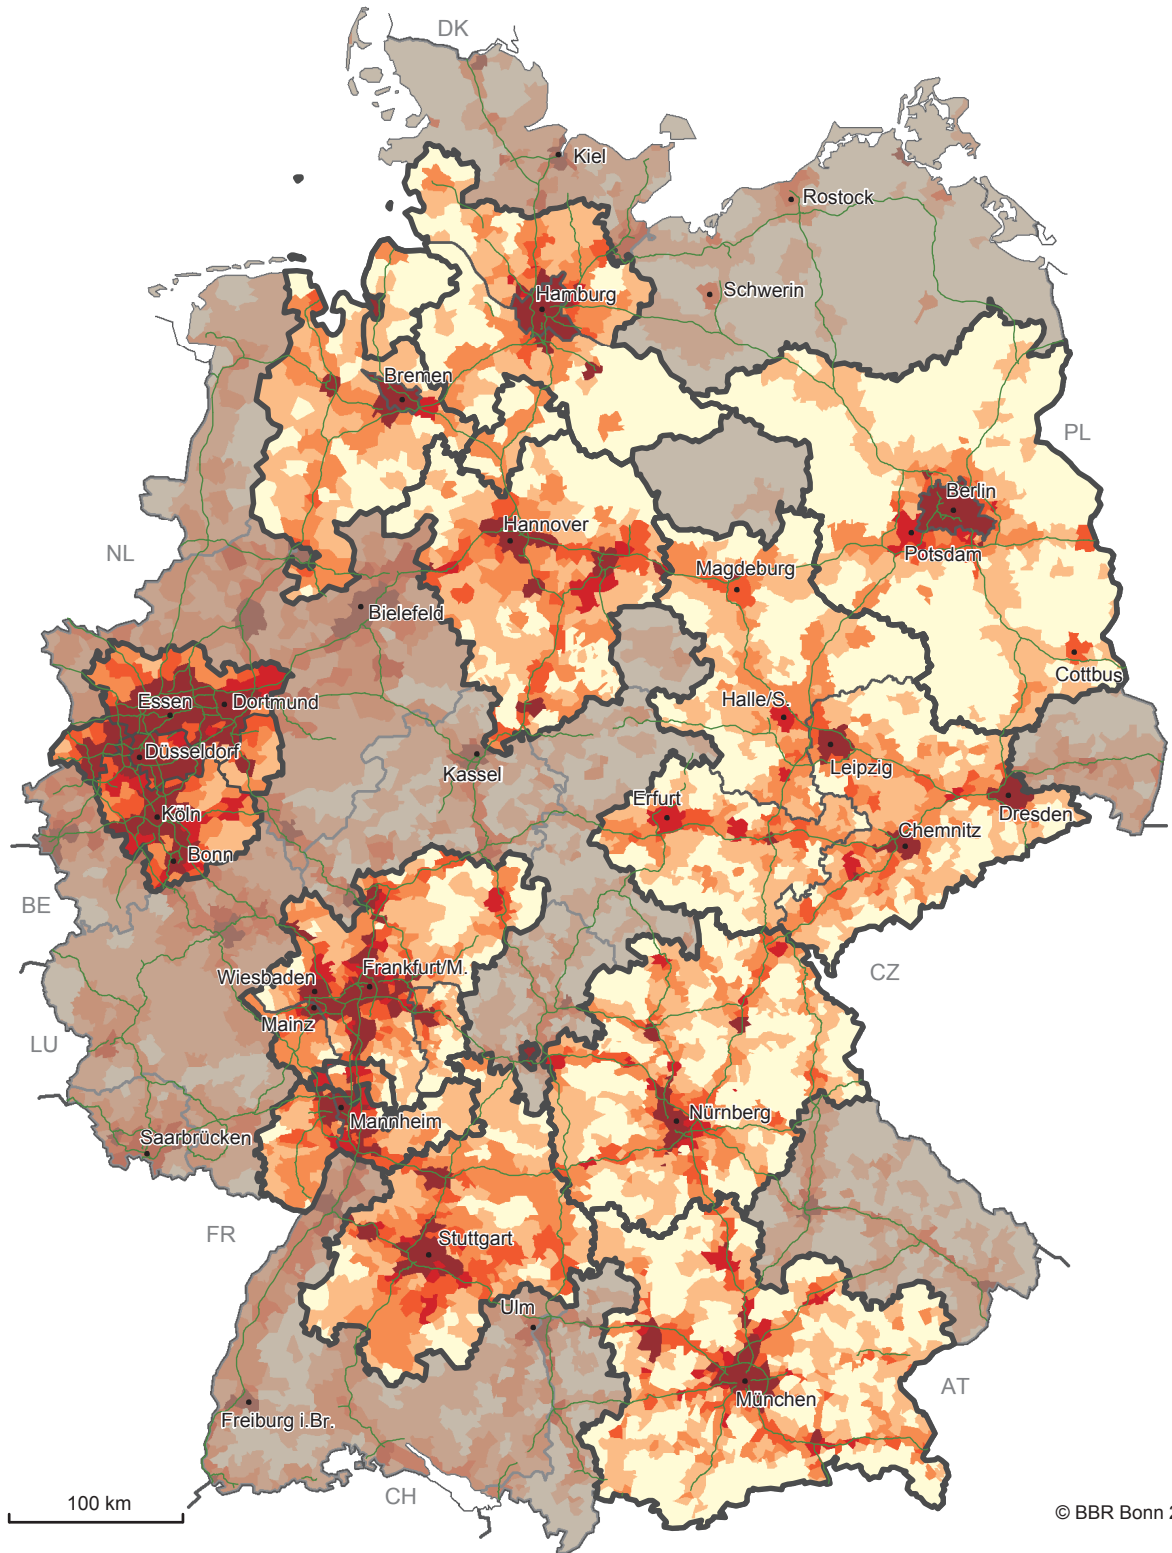 DK
Kiel
Rostock
Schwerin
Hamburg
Bremen
PL
Berlin
Hannover
NL
Potsdam
Magdeburg
Bielefeld
Cottbus
Essen
Dortmund
Halle/S.
Düsseldorf
Leipzig
Kassel
Erfurt
Dresden
Köln
Chemnitz
Bonn
BE
Wiesbaden
Frankfurt/M.
CZ
Mainz
LU
Nürnberg
Mannheim
Saarbrücken
FR
Stuttgart
Ulm
AT
München
Freiburg i.Br.
CH
100 km
© BBR Bonn 2